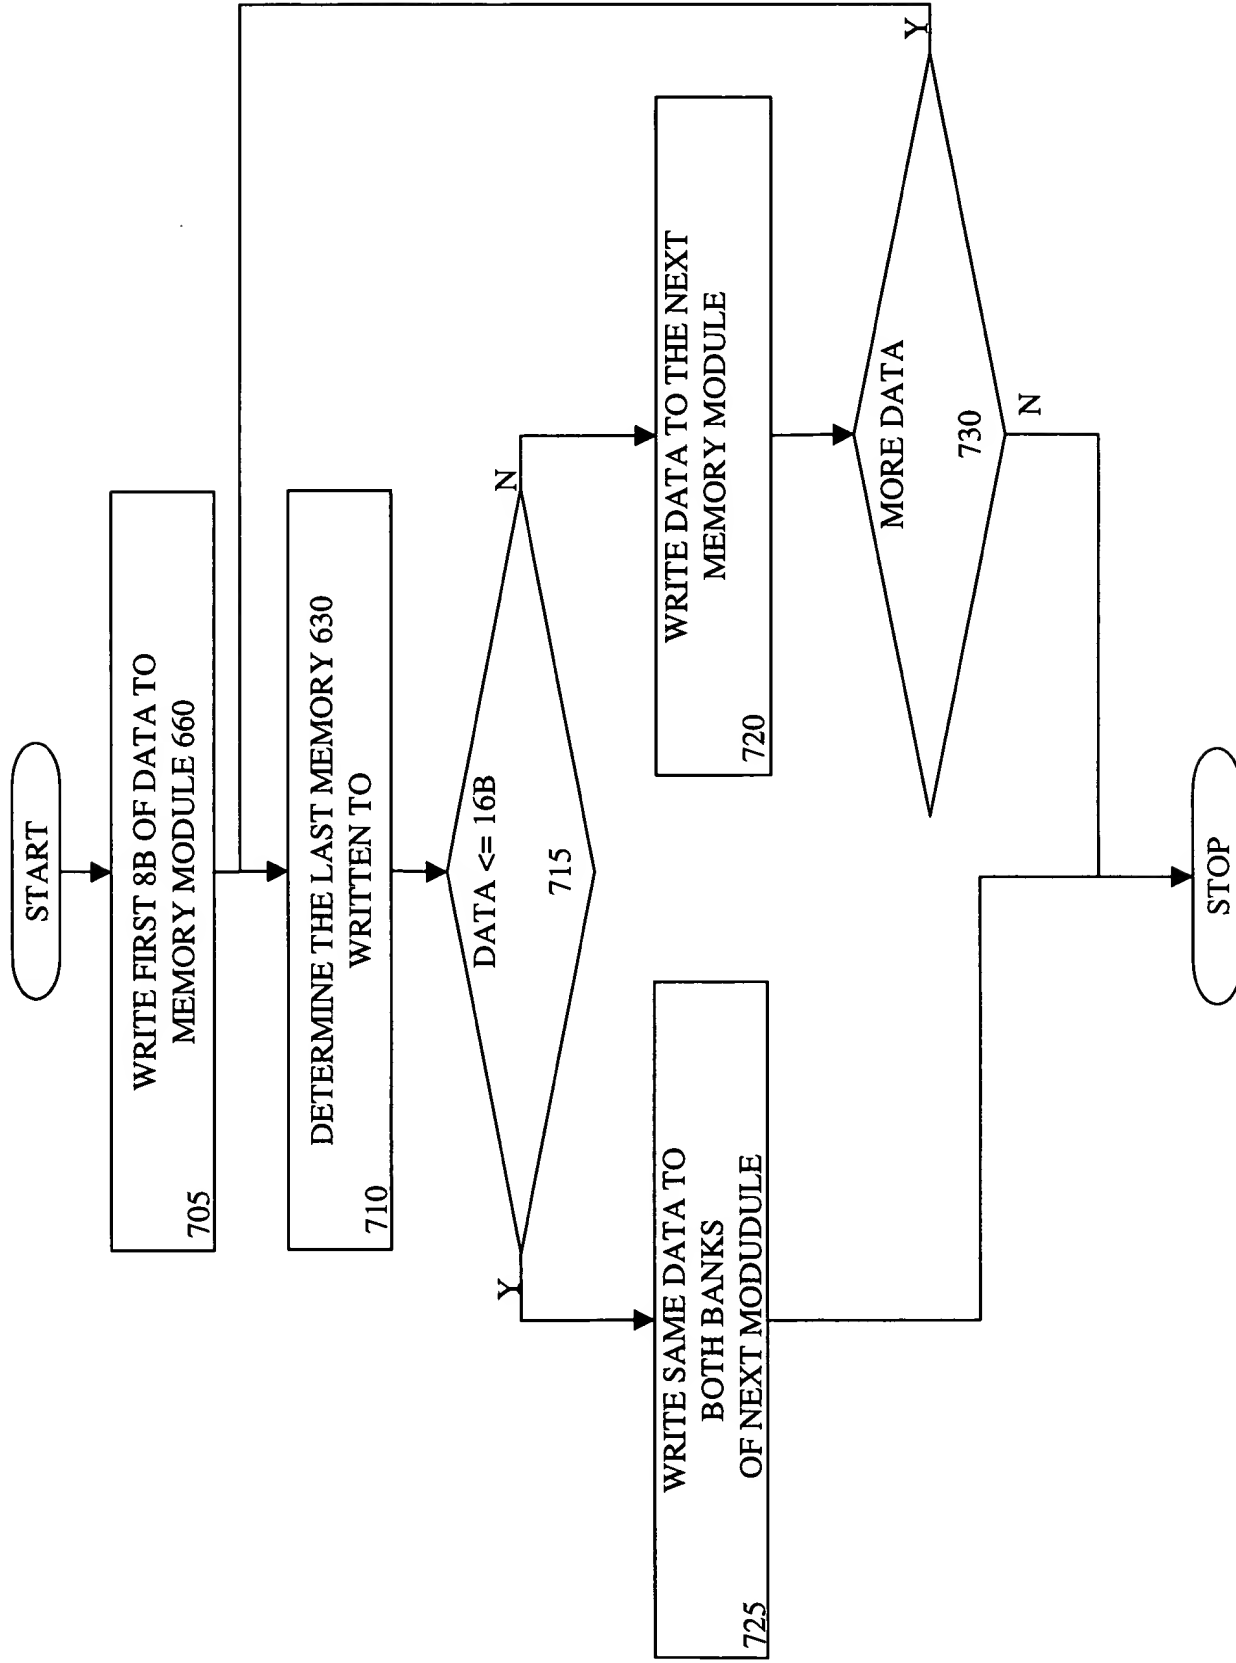 START
WRITE FIRST 8B OF DATA TO
MEMORY MODULE 660
705
DETERMINE THE LAST MEMORY 630
WRITTEN TO
710
DATA <= 16B
715
Y
N
WRITE SAME DATA TO
BOTH BANKS
OF NEXT MODUDULE
725
WRITE DATA TO THE NEXT
MEMORY MODULE
720
MORE DATA
730
Y
N
STOP